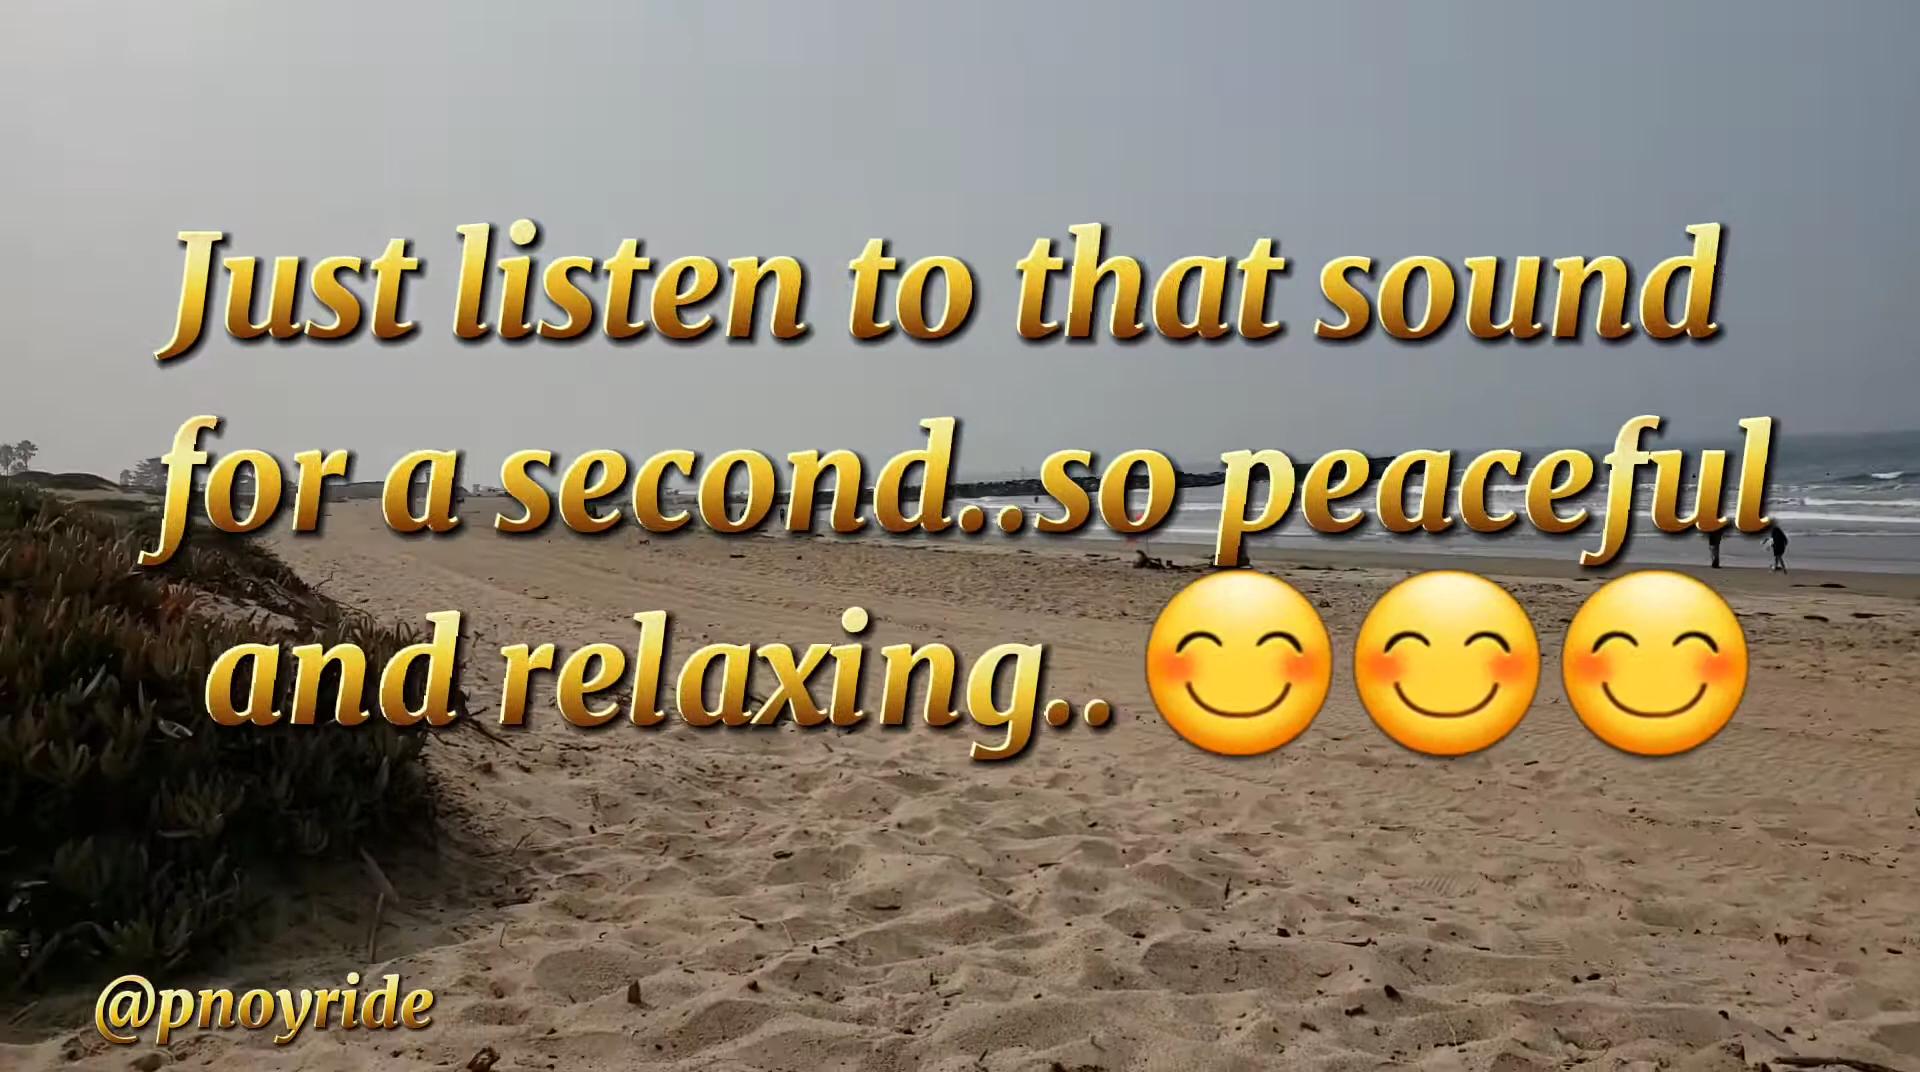 Just listen to that sound
for a second..so peaceful
and relaxing.. 😊😊😊
@pnoyride